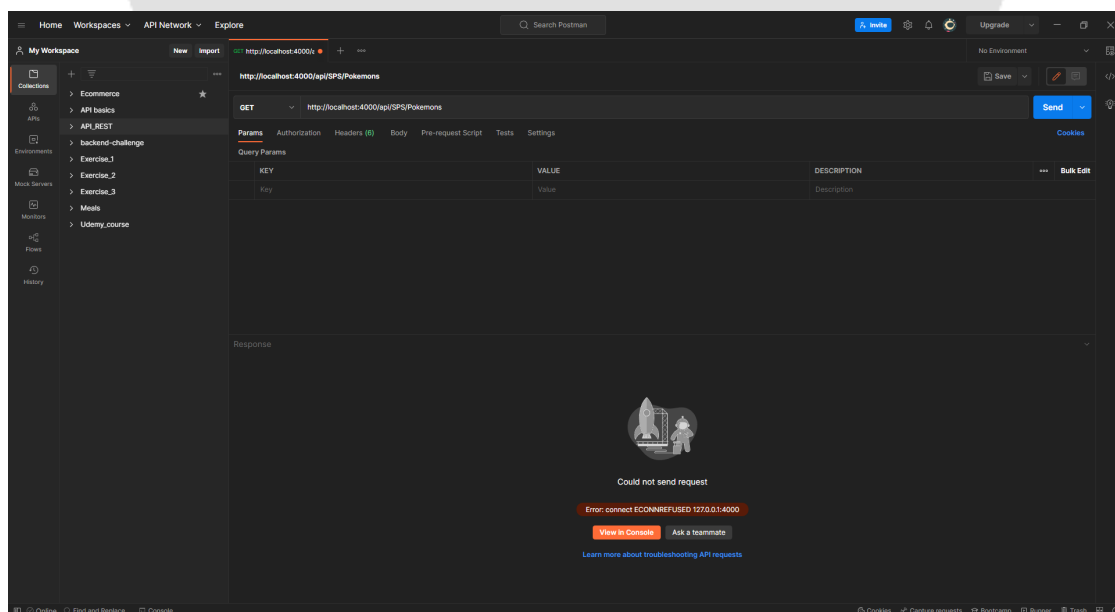 Home Workspaces API Network Explore Search Postman Invite Upgrade
My Workspace New Import GET http://localhost:4000/a No Environment
Collections
http://localhost:4000/api/SPS/Pokemons Save
APIs
Environments
Mock Servers
Monitors
Flows
History
Ecommerce
API basics
API_REST
backend-challenge
Exercise_1
Exercise_2
Exercise_3
Meals
Udemy_course
GET http://localhost:4000/api/SPS/Pokemons Send
Params Authorization Headers (6) Body Pre-request Script Tests Settings Cookies
Query Params
KEY VALUE DESCRIPTION Bulk Edit
Key Value Description
Response
Could not send request
Error: connect ECONNREFUSED 127.0.0.1:4000
View in Console Ask a teammate
Learn more about troubleshooting API requests
Online Find and Replace Console Cookies Capture requests Bootcamp Runner Trash